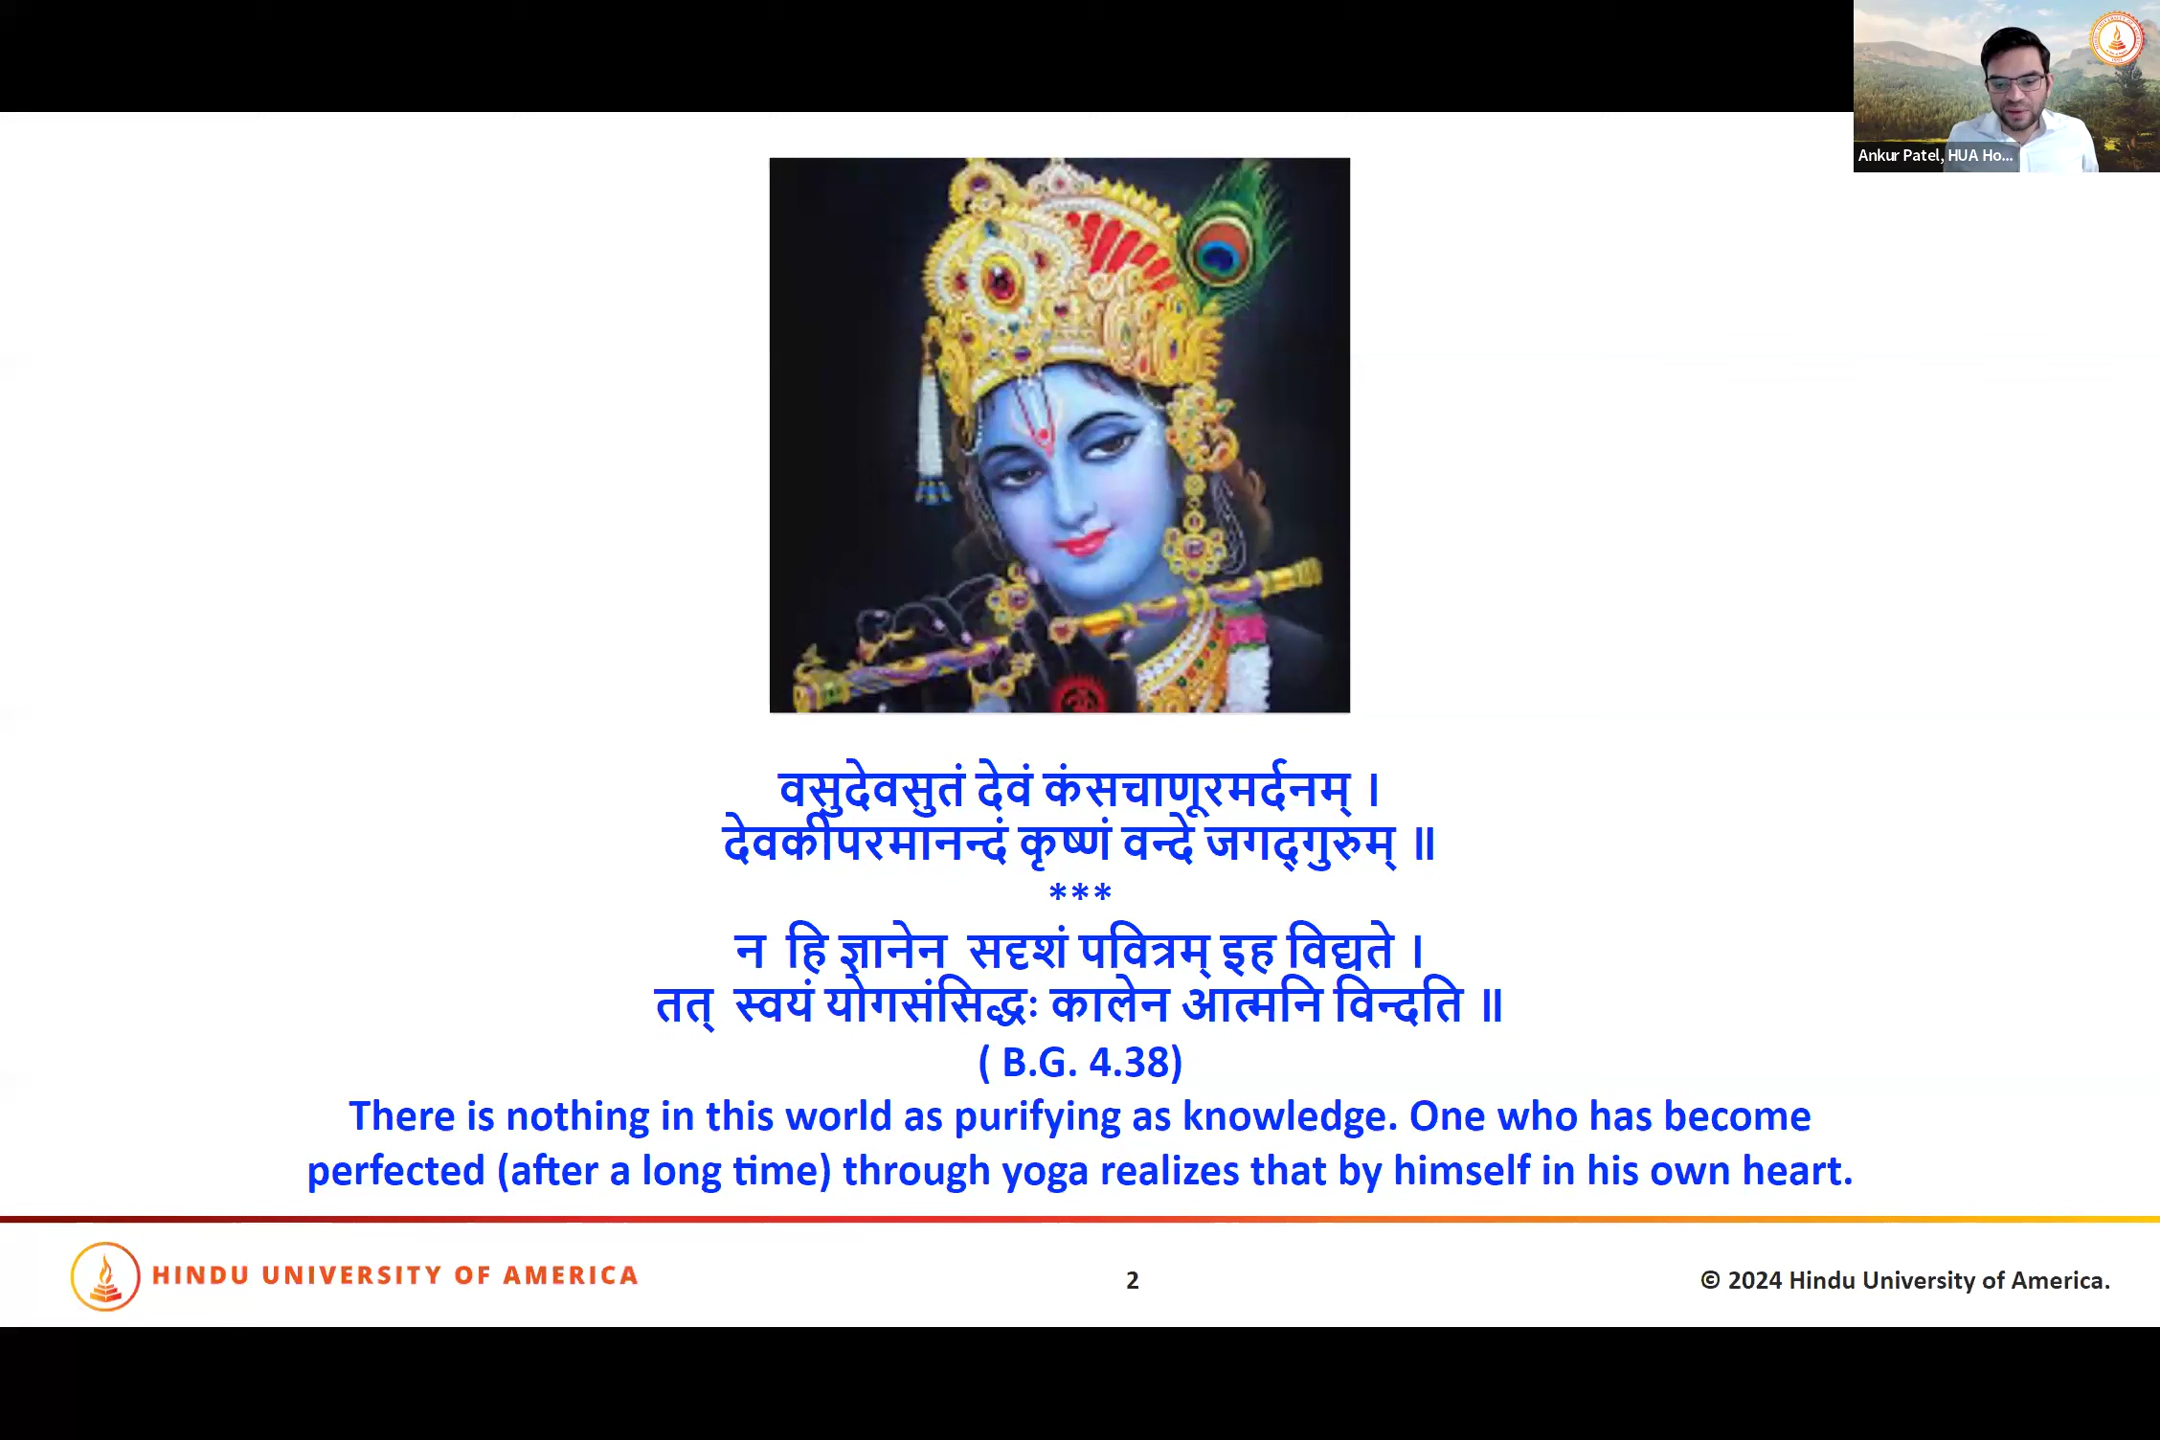 Ankur Patel, HUA Ho...
वसुदेवसुतं देवं कंसचाणूरमर्दनम् ।
देवकीपरमानन्दं कृष्णं वन्दे जगद्गुरुम् ॥
***
न हि ज्ञानेन सदृशं पवित्रम् इह विद्यते ।
तत् स्वयं योगसंसिद्धः कालेन आत्मनि विन्दति ॥
( B.G. 4.38)
There is nothing in this world as purifying as knowledge. One who has become
perfected (after a long time) through yoga realizes that by himself in his own heart.
HINDU UNIVERSITY OF AMERICA
2
© 2024 Hindu University of America.